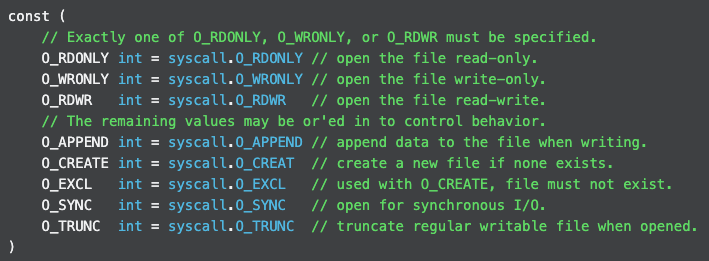 const (
    // Exactly one of O_RDONLY, O_WRONLY, or O_RDWR must be specified.
    O_RDONLY int = syscall.O_RDONLY // open the file read-only.
    O_WRONLY int = syscall.O_WRONLY // open the file write-only.
    O_RDWR   int = syscall.O_RDWR   // open the file read-write.
    // The remaining values may be or'ed in to control behavior.
    O_APPEND int = syscall.O_APPEND // append data to the file when writing.
    O_CREATE int = syscall.O_CREAT  // create a new file if none exists.
    O_EXCL   int = syscall.O_EXCL   // used with O_CREATE, file must not exist.
    O_SYNC   int = syscall.O_SYNC   // open for synchronous I/O.
    O_TRUNC  int = syscall.O_TRUNC  // truncate regular writable file when opened.
)